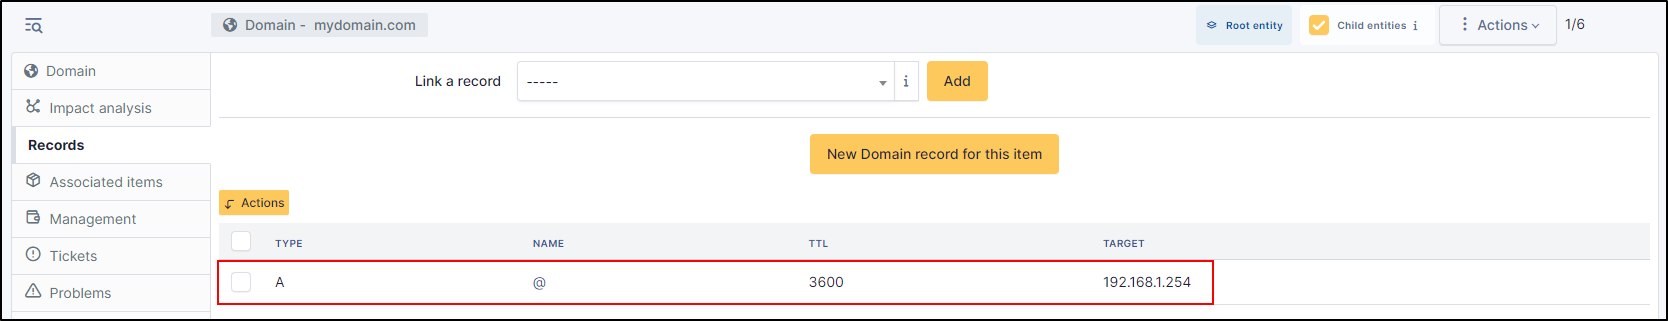 Domain - mydomain.com
Root entity
Child entities i
Actions
1/6
Domain
Impact analysis
Records
Associated items
Management
Tickets
Problems
Link a record
-----
i
Add
New Domain record for this item
Actions
TYPE NAME TTL TARGET
A @ 3600 192.168.1.254